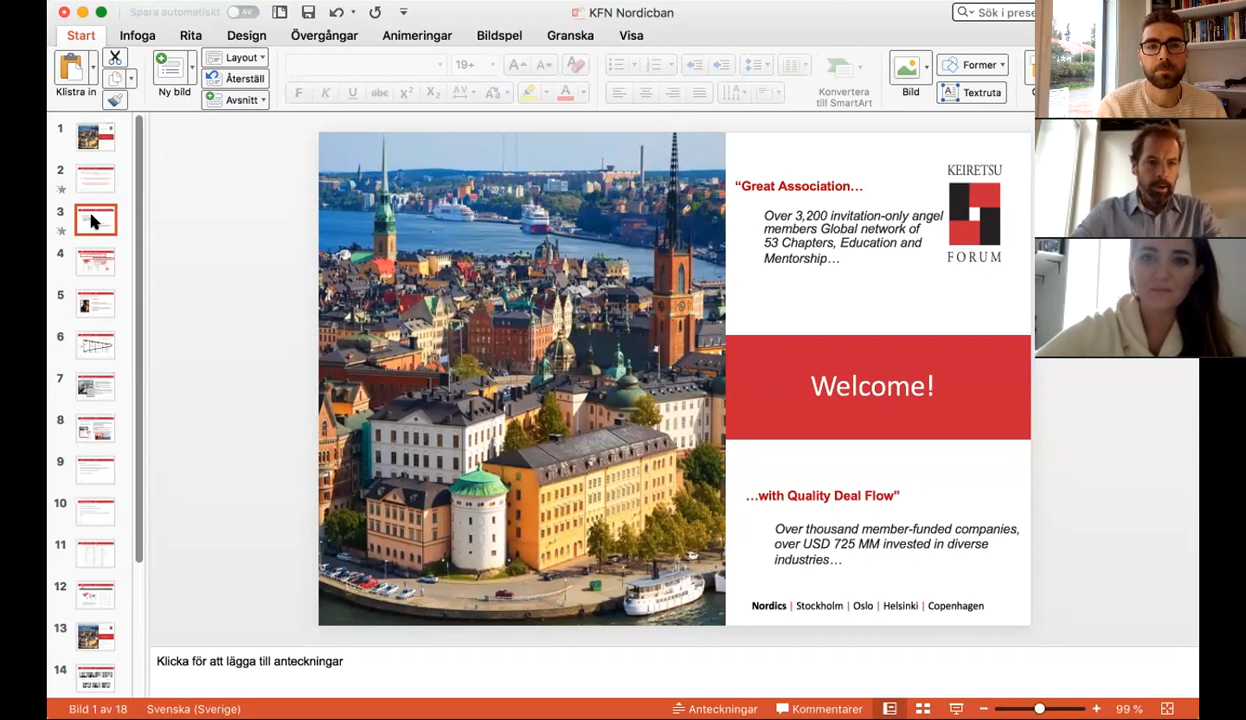 Spara automatiskt
AV
KFN Nordicban
Sök i prese
Start
Infoga
Rita
Design
Övergångar
Animeringar
Bildspel
Granska
Visa
Klistra in
Ny bild
Layout
Återställ
Avsnitt
19+
F K U abc X² X₂ AV
Konvertera
till SmartArt
Bild
Former
Textruta
1
2
3
4
5
6
7
8
9
10
11
12
13
14
“Great Association…
Over 3,200 invitation-only angel
members Global network of
53 Chapters, Education and
Mentorship…
KEIRETSU
FORUM
Welcome!
…with Quality Deal Flow”
Over thousand member-funded companies,
over USD 725 MM invested in diverse
industries…
Nordics | Stockholm | Oslo | Helsinki | Copenhagen
Klicka för att lägga till anteckningar
Bild 1 av 18
Svenska (Sverige)
Anteckningar
Kommentarer
99 %